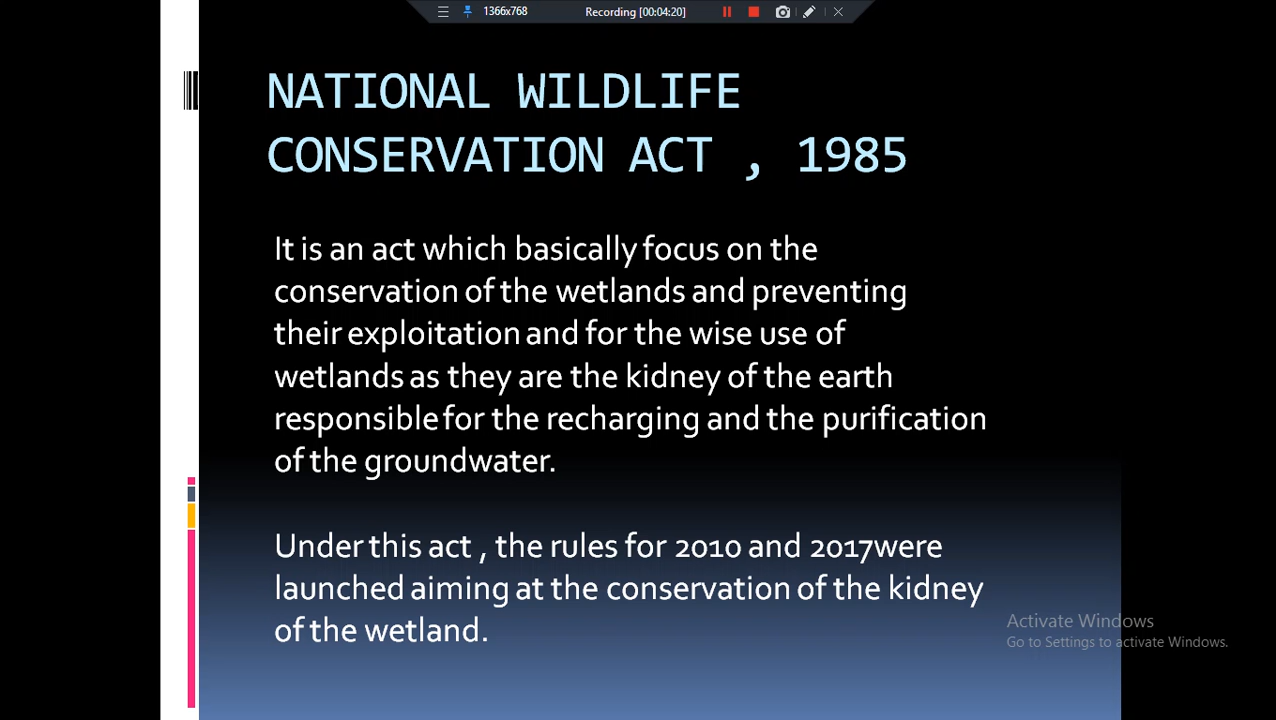 1366x768 Recording [00:04:20]
NATIONAL WILDLIFE
CONSERVATION ACT , 1985
It is an act which basically focus on the
conservation of the wetlands and preventing
their exploitation and for the wise use of
wetlands as they are the kidney of the earth
responsible for the recharging and the purification
of the groundwater.
Under this act , the rules for 2010 and 2017were
launched aiming at the conservation of the kidney
of the wetland.
Activate Windows
Go to Settings to activate Windows.